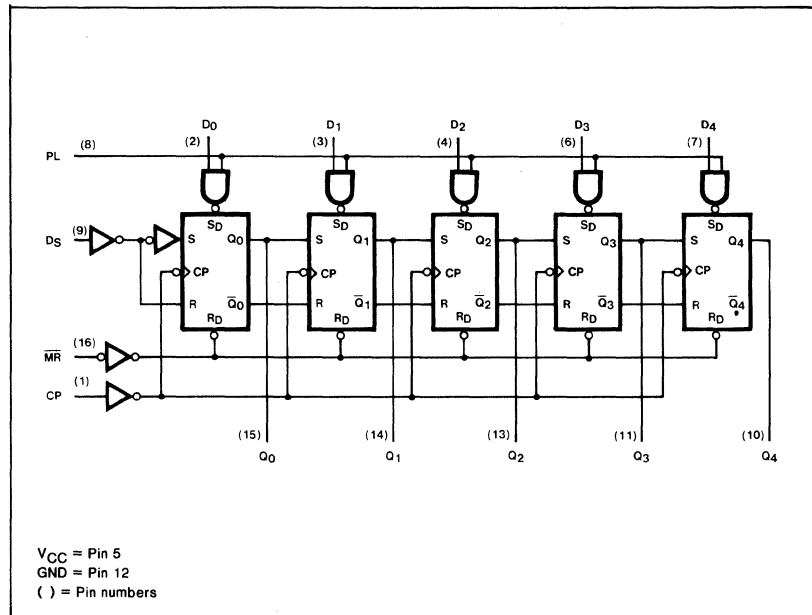 D0 D1 D2 D3 D4
(2) (3) (4) (6) (7)
PL (8)
SD SD SD SD SD
DS (9)
S Q0 S Q1 S Q2 S Q3 S Q4
CP CP CP CP CP
R Q̅0 R Q̅1 R Q̅2 R Q̅3 R Q̅4
RD RD RD RD RD
M̅R̅ (16)
CP (1)
(15) (14) (13) (11) (10)
Q0 Q1 Q2 Q3 Q4
VCC = Pin 5
GND = Pin 12
( ) = Pin numbers